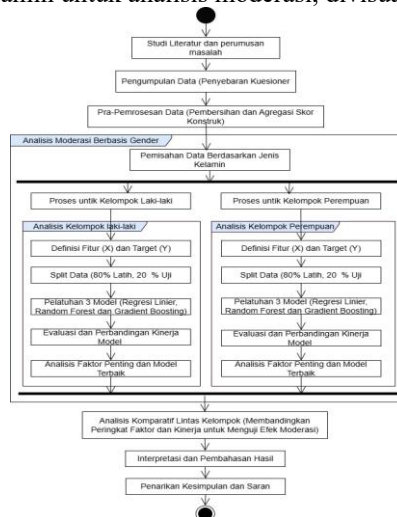 Studi Literatur dan perumusan
masalah
Pengumpulan Data (Penyebaran Kuesioner
Pra-Pemrosesan Data (Pembersihan dan Agregasi Skor
Konstruk)
Analisis Moderasi Berbasis Gender
Pemisahan Data Berdasarkan Jenis
Kelamin
Proses untik Kelompok Laki-laki
Analisis Kelompok laki-laki
Definisi Fitur (X) dan Target (Y)
Split Data (80% Latih, 20 % Uji
Pelatuhan 3 Model (Regresi Linier,
Random Forest dan Gradient Boosting)
Evaluasi dan Perbandingan Kinerja
Model
Analisis Faktor Penting dan Model
Terbaik
Proses untik Kelompok Perempuan
Analisis Kelompok Perempuan
Definisi Fitur (X) dan Target (Y)
Split Data (80% Latih, 20 % Uji
Pelatuhan 3 Model (Regresi Linier,
Random Forest dan Gradient Boosting)
Evaluasi dan Perbandingan Kinerja
Model
Analisis Faktor Penting dan Model
Terbaik
Analisis Komparatif Lintas Kelompok (Membandingkan
Peringkat Faktor dan Kinerja untuk Menguji Efek Moderasi)
Interpretasi dan Pembahasan Hasil
Penarikan Kesimpulan dan Saran